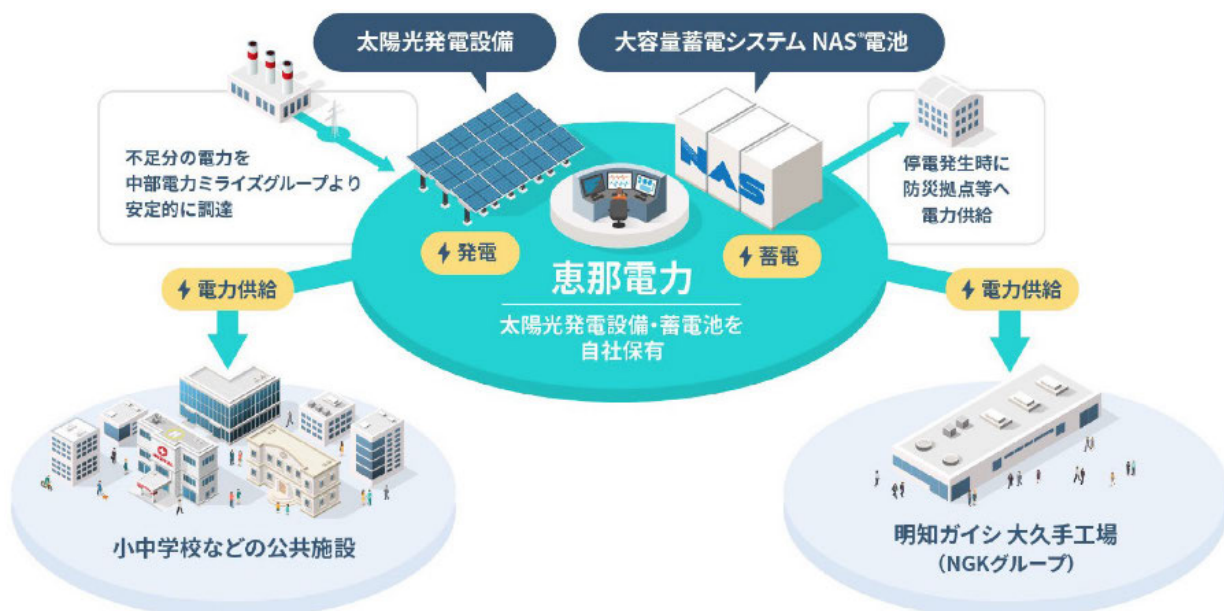 太陽光発電設備
大容量蓄電システム NAS®電池
不足分の電力を
中部電力ミライズグループより
安定的に調達
NAS
停電発生時に
防災拠点等へ
電力供給
発電
蓄電
恵那電力
太陽光発電設備・蓄電池を
自社保有
電力供給
電力供給
小中学校などの公共施設
明知ガイシ 大久手工場
（NGKグループ）